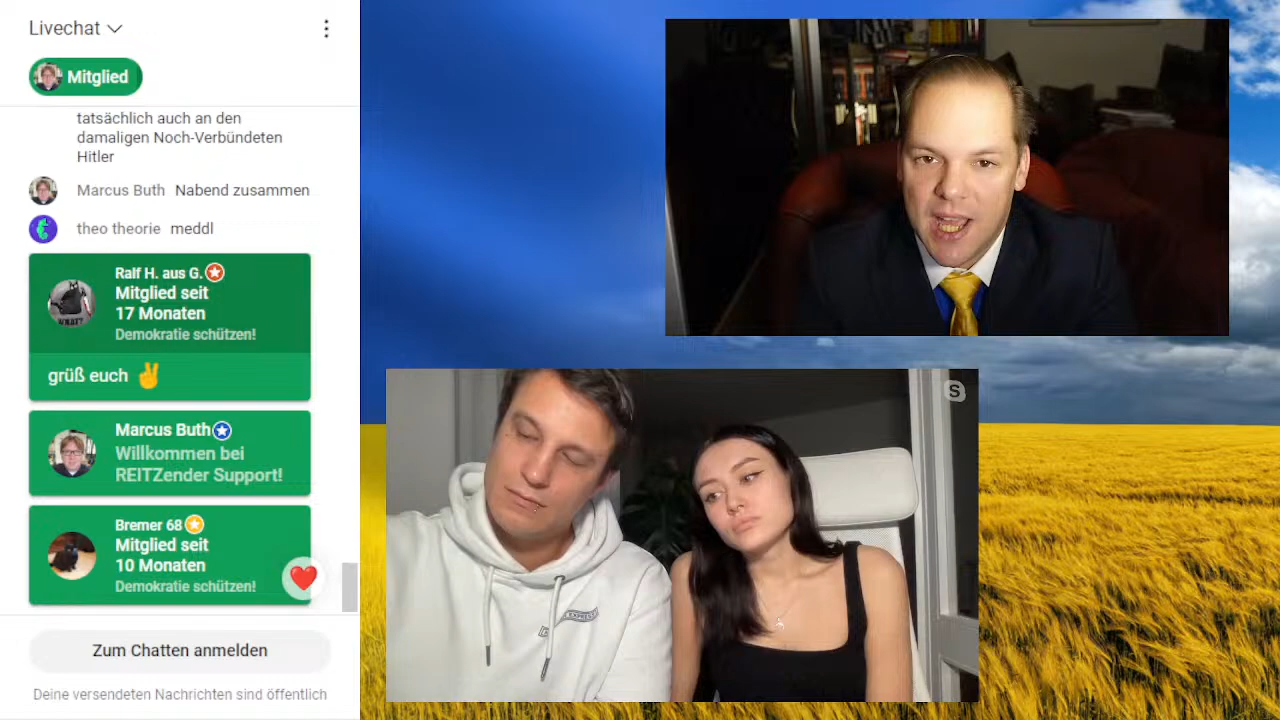 Livechat
Mitglied
tatsächlich auch an den
damaligen Noch-Verbündeten
Hitler
Marcus Buth Nabend zusammen
theo theorie meddl
Ralf H. aus G.
Mitglied seit
17 Monaten
Demokratie schützen!
grüß euch ✌
Marcus Buth
Willkommen bei
REITZender Support!
Bremer 68
Mitglied seit
10 Monaten
Demokratie schützen!
Zum Chatten anmelden
Deine versendeten Nachrichten sind öffentlich
S
EXPRESS